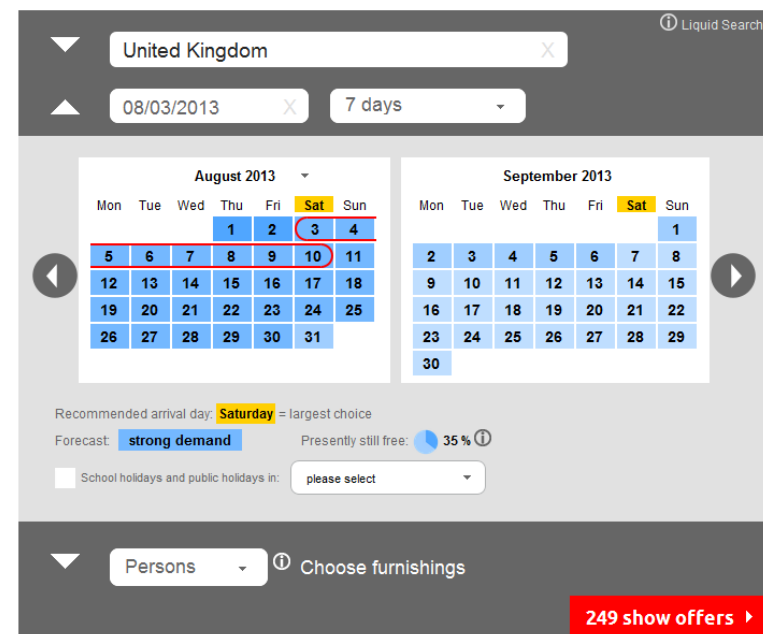 Liquid Search
United Kingdom X
08/03/2013 X 7 days
August 2013
Mon Tue Wed Thu Fri Sat Sun
1 2 3 4
5 6 7 8 9 10 11
12 13 14 15 16 17 18
19 20 21 22 23 24 25
26 27 28 29 30 31
September 2013
Mon Tue Wed Thu Fri Sat Sun
1
2 3 4 5 6 7 8
9 10 11 12 13 14 15
16 17 18 19 20 21 22
23 24 25 26 27 28 29
30
Recommended arrival day: Saturday = largest choice
Forecast: strong demand Presently still free: 35 %
School holidays and public holidays in: please select
Persons Choose furnishings
249 show offers